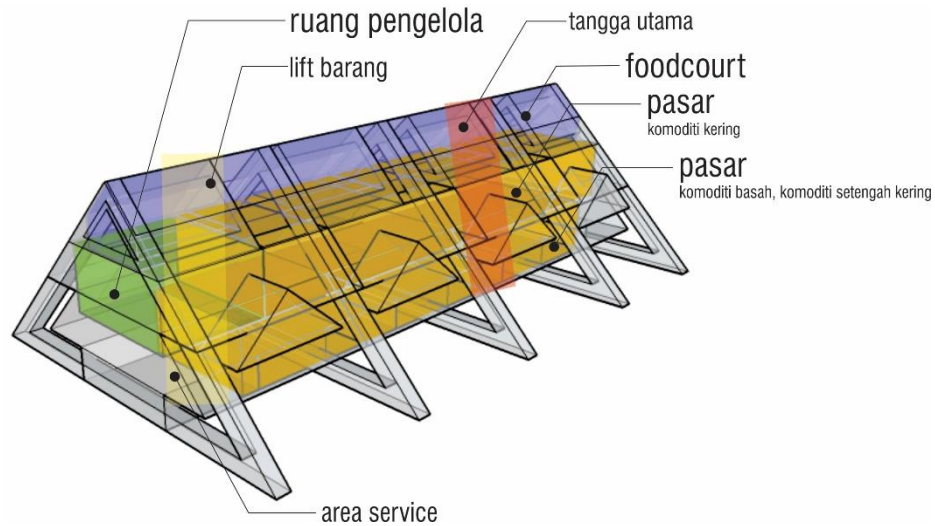 ruang pengelola
tangga utama
lift barang
foodcourt
pasar
komoditi kering
pasar
komoditi basah, komoditi setengah kering
area service